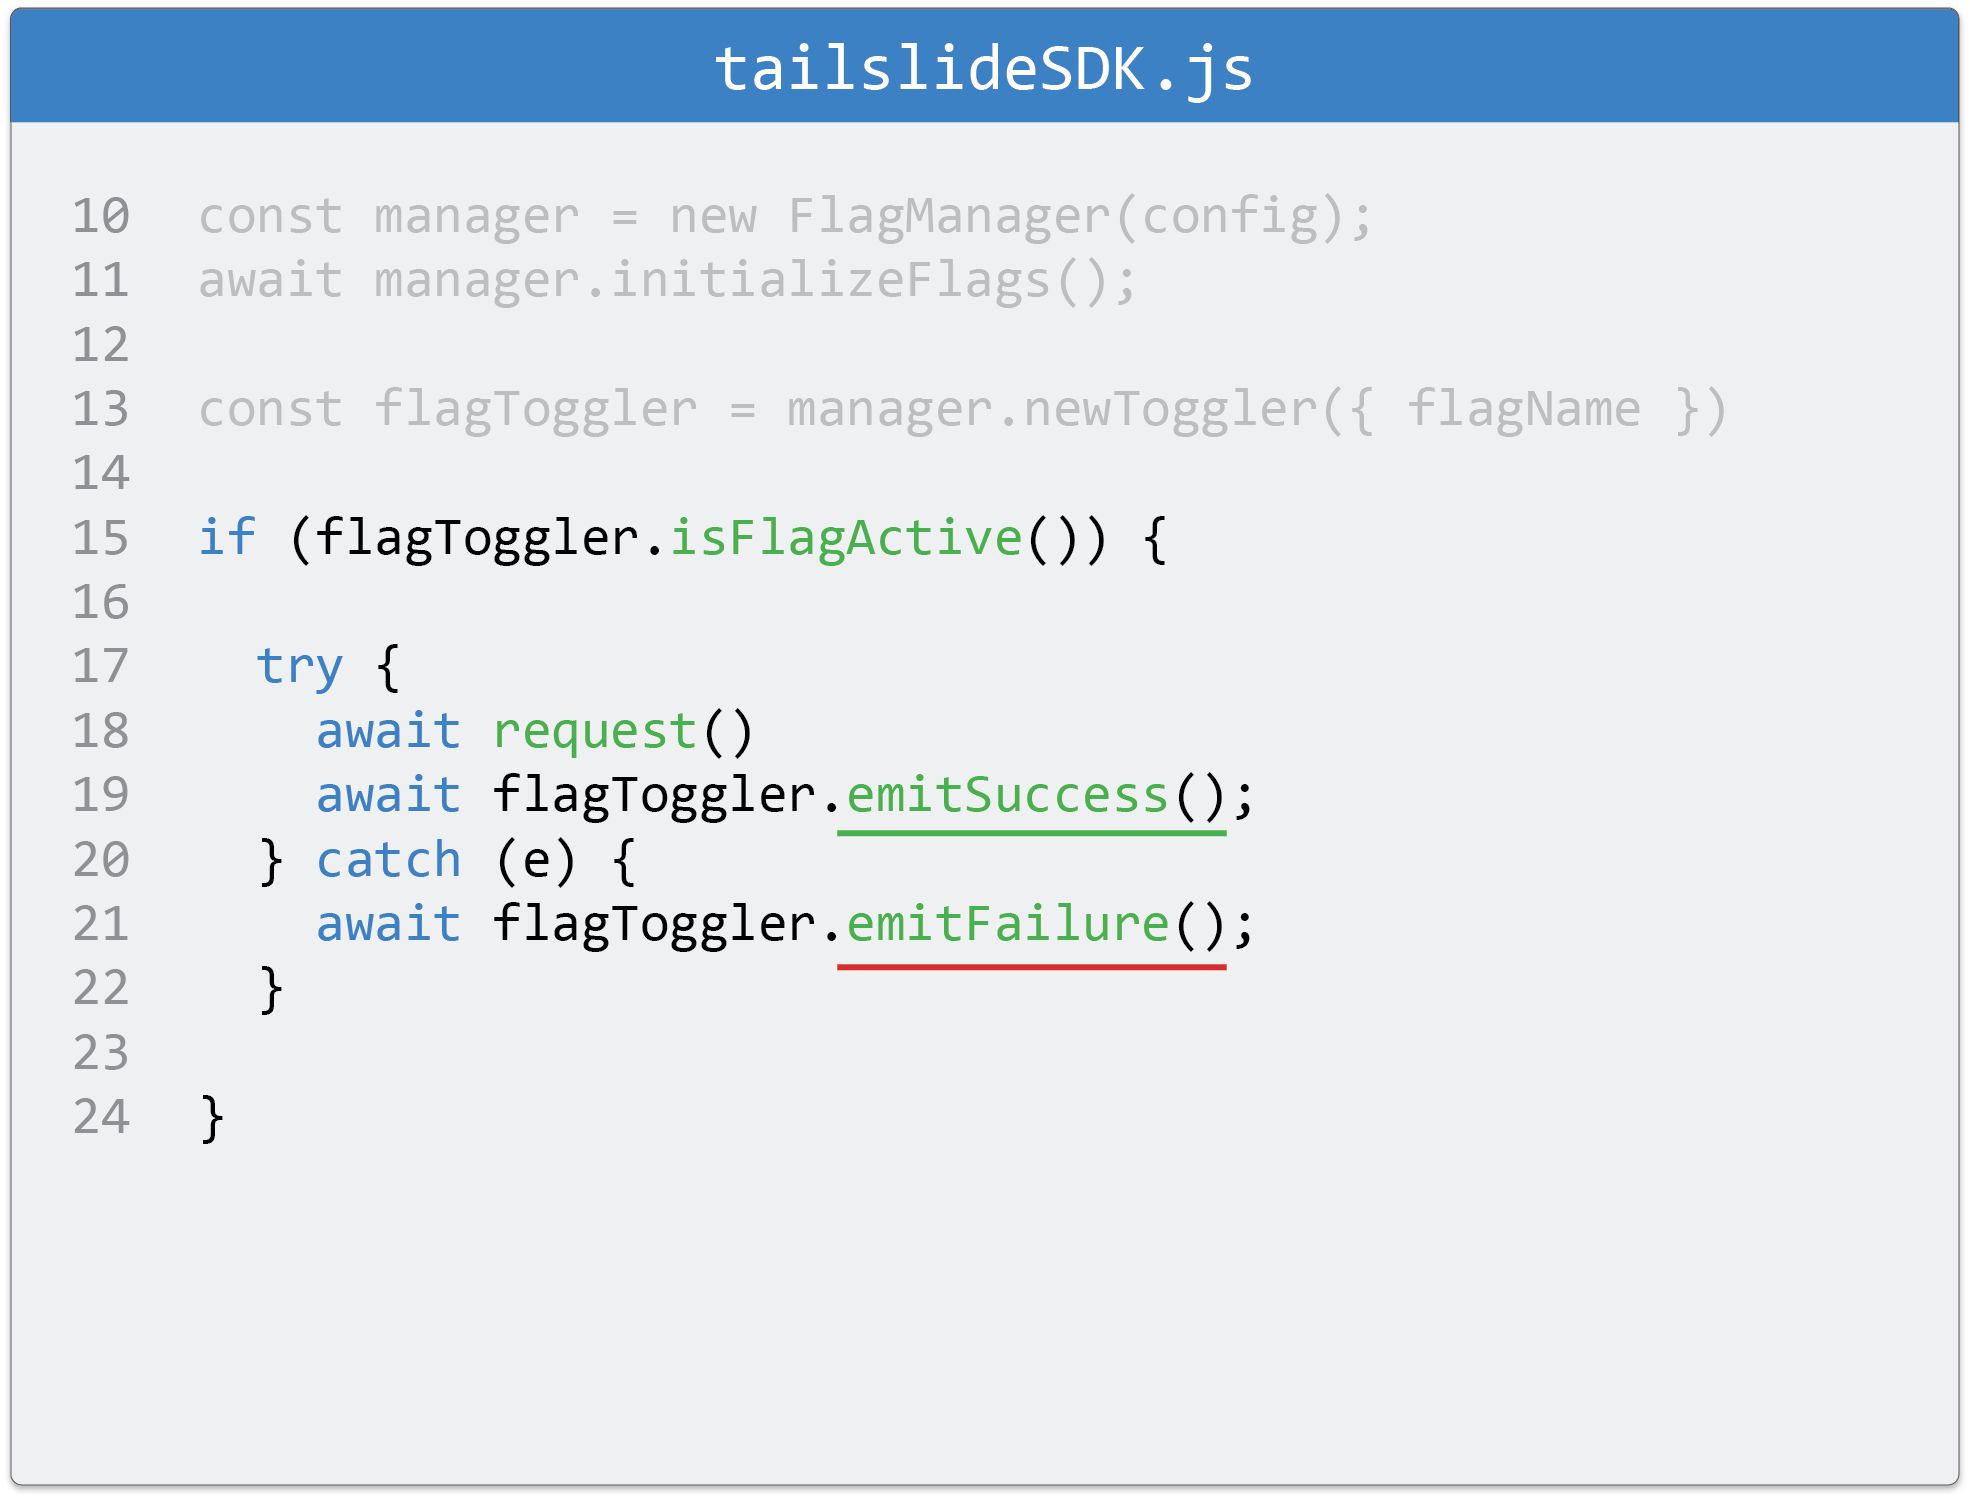 tailslideSDK.js
10 const manager = new FlagManager(config);
11 await manager.initializeFlags();
12
13 const flagToggler = manager.newToggler({ flagName })
14
15 if (flagToggler.isFlagActive()) {
16
17   try {
18     await request()
19     await flagToggler.emitSuccess();
20   } catch (e) {
21     await flagToggler.emitFailure();
22   }
23
24 }